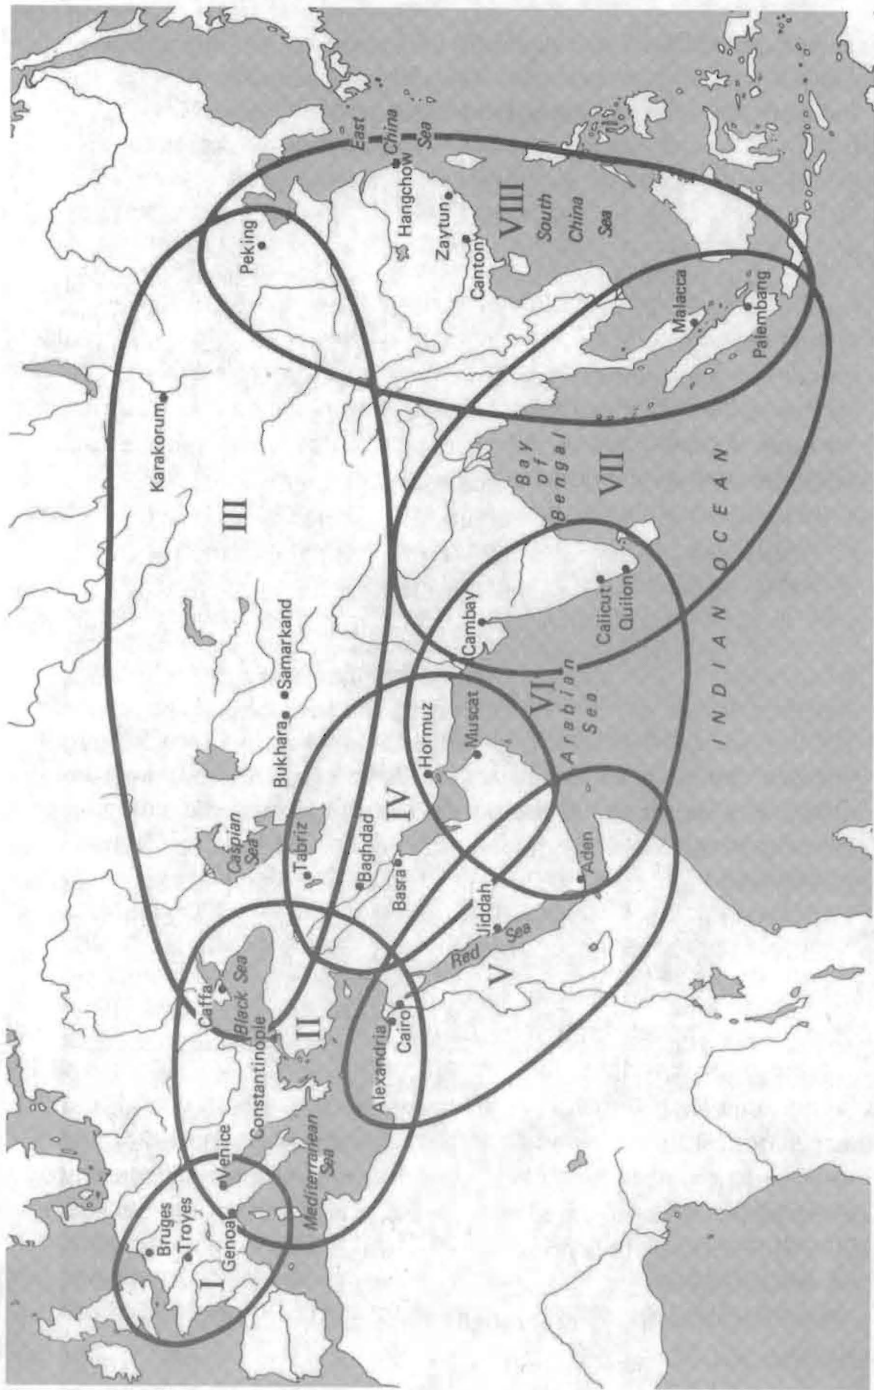 Bruges
Troyes
I
Genoa
Venice
Mediterranean
Sea
Constantinople
II
Caffa
Black Sea
Alexandria
Cairo
Caspian
Sea
Tabriz
Baghdad
Basra
IV
Red
Sea
Jiddah
V
Aden
Hormuz
Muscat
VI
Arabian
Sea
Bukhara
Samarkand
III
Karakorum
Cambay
Calicut
Quilon
Bay
of
Bengal
VII
INDIAN OCEAN
Peking
Hangchow
East
China
Sea
Zaytun
Canton
VIII
South
China
Sea
Malacca
Palembang